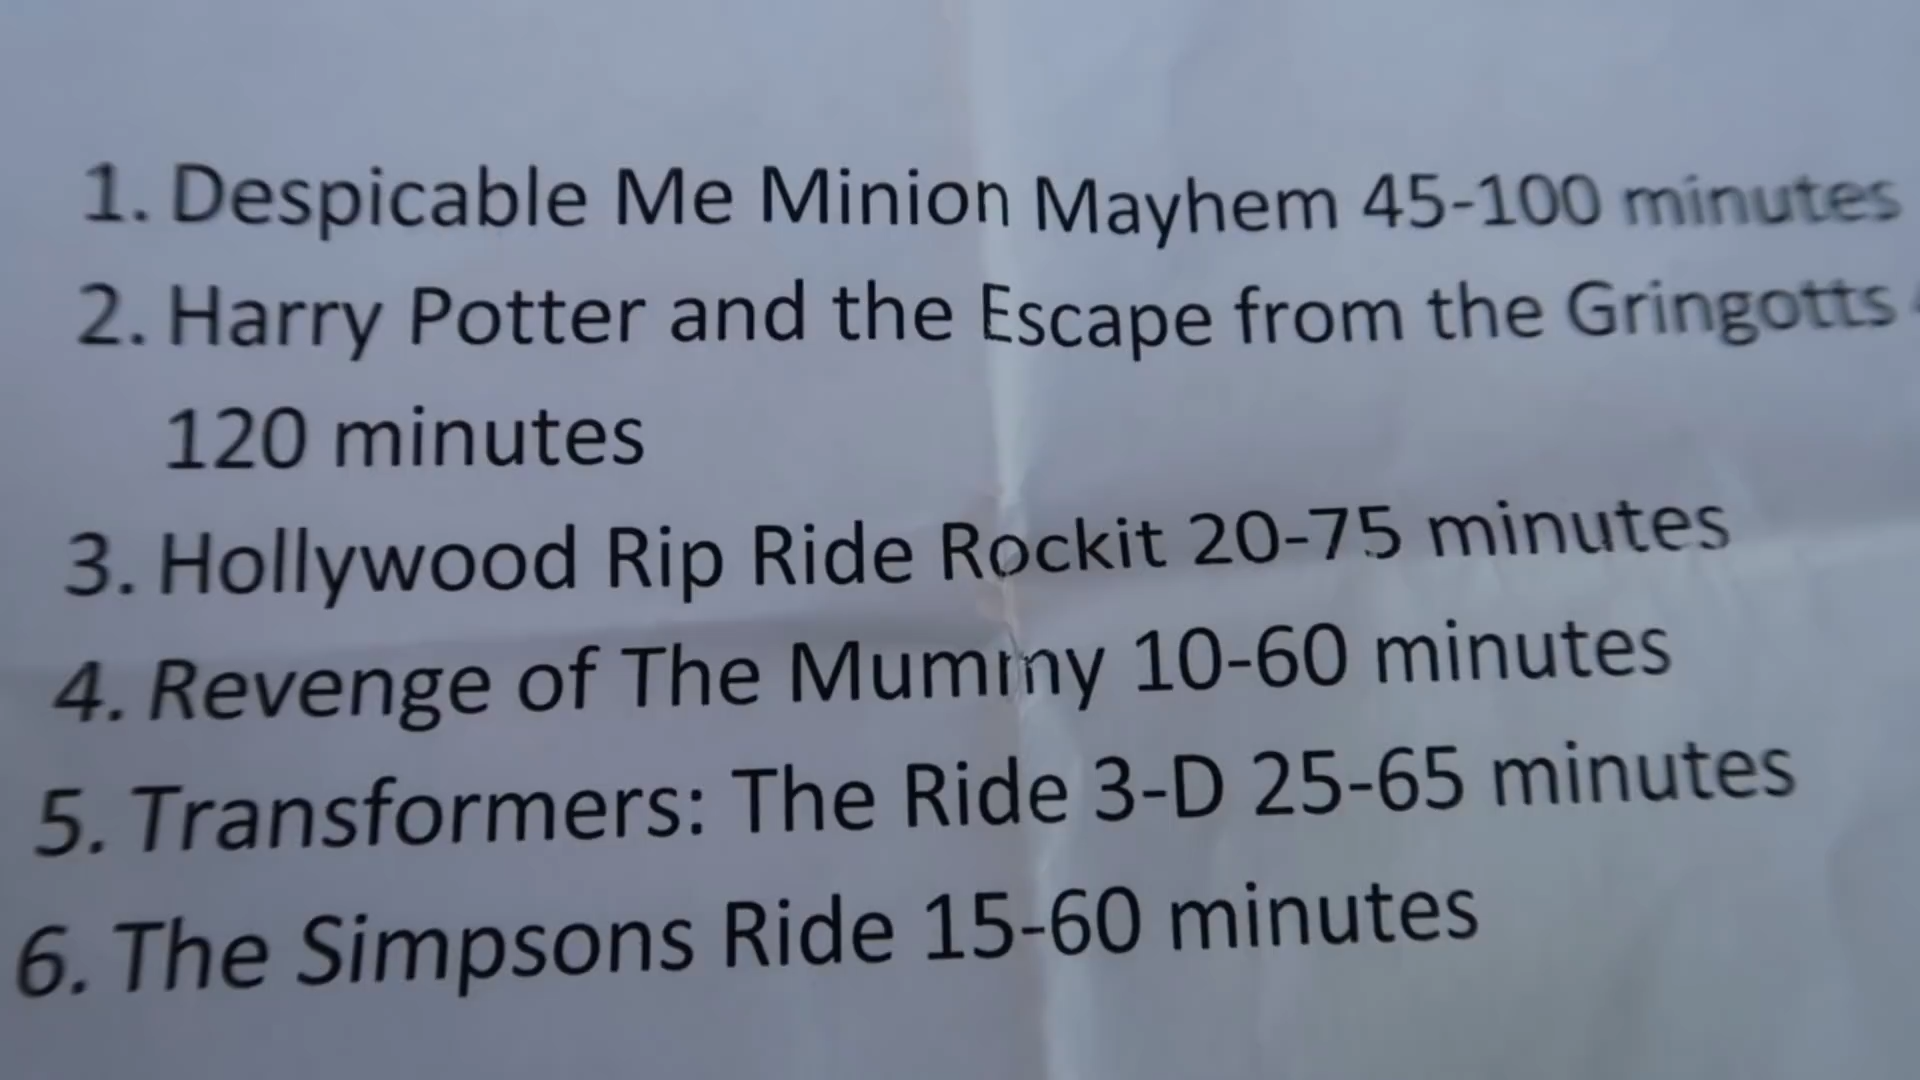 1. Despicable Me Minion Mayhem 45-100 minutes
2. Harry Potter and the Escape from the Gringotts
120 minutes
3. Hollywood Rip Ride Rockit 20-75 minutes
4. Revenge of The Mummy 10-60 minutes
5. Transformers: The Ride 3-D 25-65 minutes
6. The Simpsons Ride 15-60 minutes